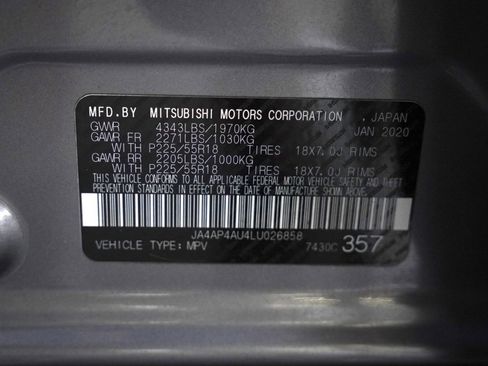 MFD.BY MITSUBISHI MOTORS CORPORATION . JAPAN
GVWR 4343LBS/1970KG JAN 2020
GAWR FR 2271LBS/1030KG
WITH P225/55R18 TIRES 18X7.0J RIMS
GAWR RR 2205LBS/1000KG
WITH P225/55R18 TIRES 18X7.0J RIMS
THIS VEHICLE CONFORMS TO ALL APPLICABLE FEDERAL MOTOR VEHICLE SAFETY AND THEFT
PREVENTION STANDARDS IN EFFECT ON THE DATE OF MANUFACTURE SHOWN ABOVE.
JA4AP4AU4LU026858
VEHICLE TYPE: MPV 7430C 357